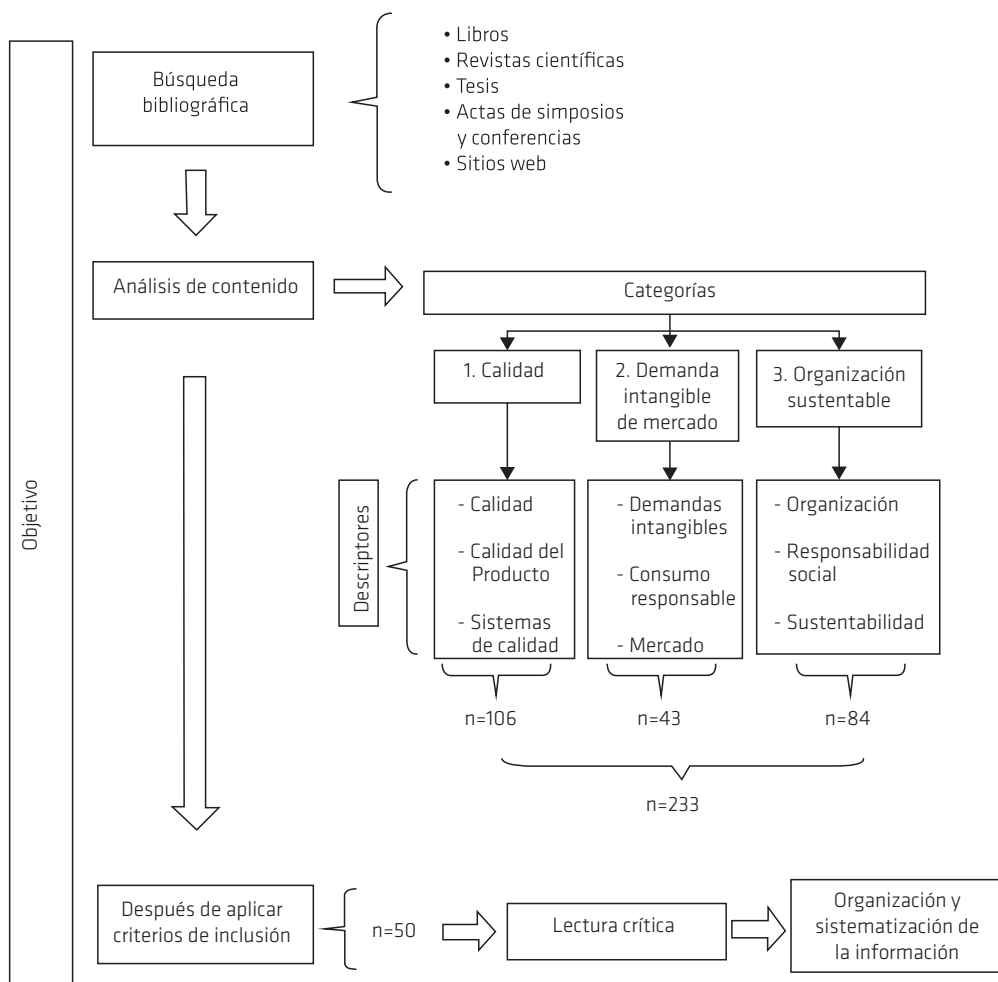 Objetivo
Búsqueda
bibliográfica
• Libros
• Revistas científicas
• Tesis
• Actas de simposios
y conferencias
• Sitios web
Análisis de contenido
Categorías
1. Calidad
2. Demanda
intangible
de mercado
3. Organización
sustentable
Descriptores
- Calidad
- Calidad del
Producto
- Sistemas
de calidad
- Demandas
intangibles
- Consumo
responsable
- Mercado
- Organización
- Responsabilidad
social
- Sustentabilidad
n=106
n=43
n=84
n=233
Después de aplicar
criterios de inclusión
n=50
Lectura crítica
Organización y
sistematización de
la información